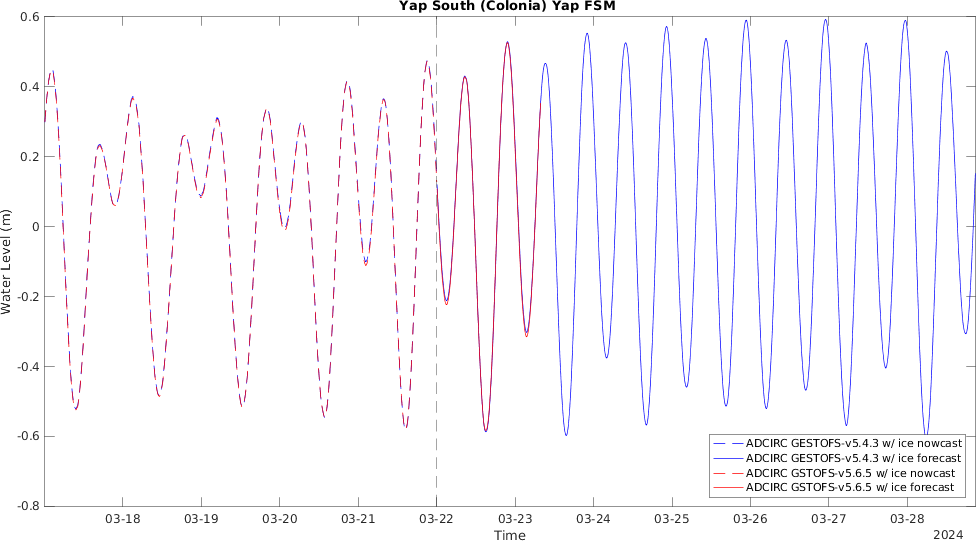 Yap South (Colonia) Yap FSM
0.6
0.4
0.2
0
-0.2
-0.4
-0.6
-0.8
Water Level (m)
ADCIRC GESTOFS-v5.4.3 w/ ice nowcast
ADCIRC GESTOFS-v5.4.3 w/ ice forecast
ADCIRC GSTOFS-v5.6.5 w/ ice nowcast
ADCIRC GSTOFS-v5.6.5 w/ ice forecast
03-18 03-19 03-20 03-21 03-22 03-23 03-24 03-25 03-26 03-27 03-28
Time
2024